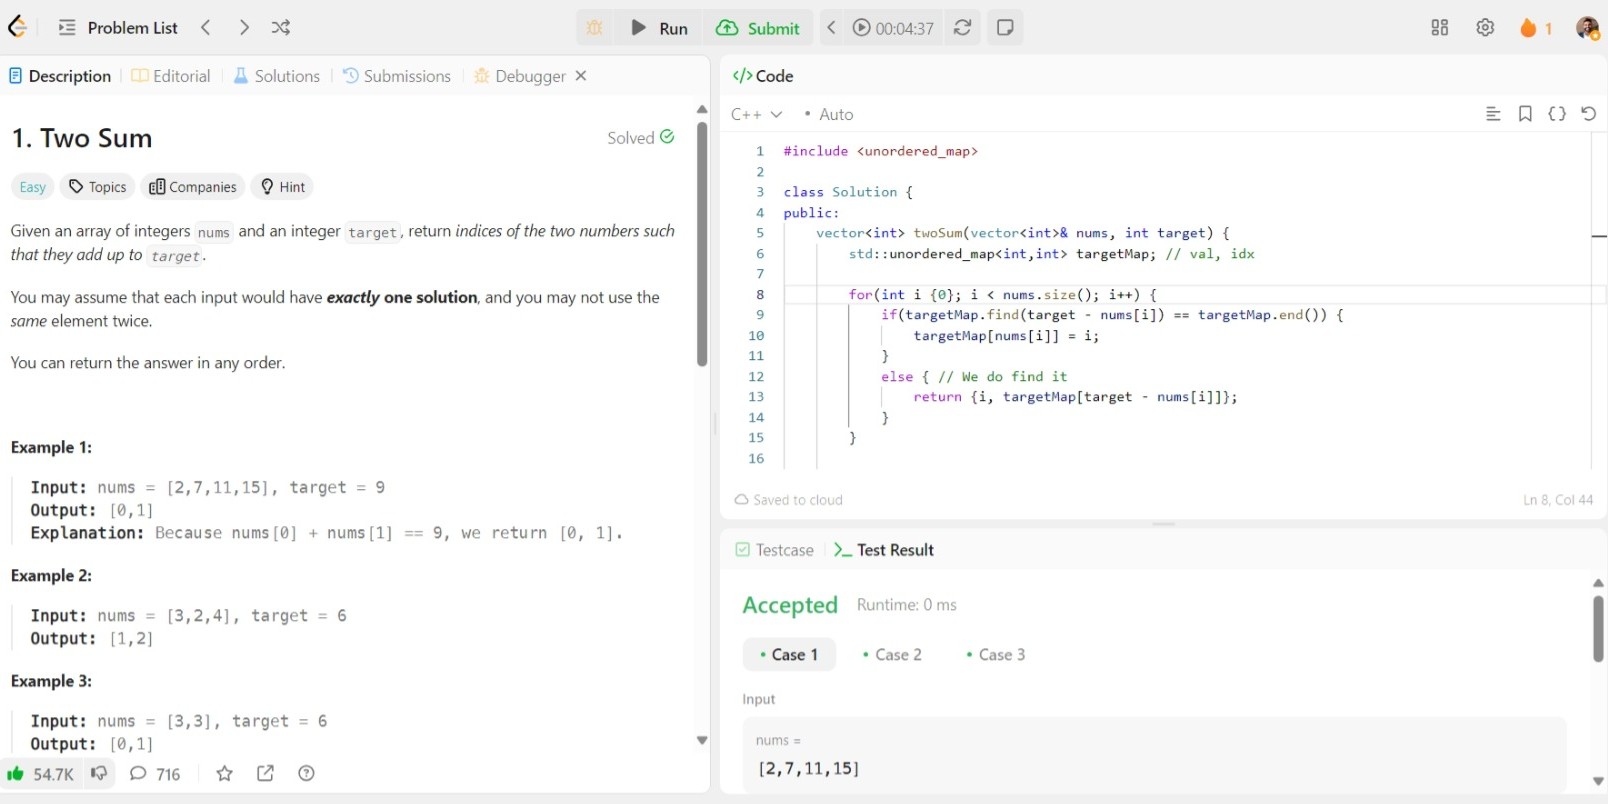 Problem List
Run
Submit
00:04:37
1
Description
Editorial
Solutions
Submissions
Debugger
1. Two Sum
Solved
Easy
Topics
Companies
Hint
Given an array of integers nums and an integer target, return indices of the two numbers such
that they add up to target.
You may assume that each input would have exactly one solution, and you may not use the
same element twice.
You can return the answer in any order.
Example 1:
Input: nums = [2,7,11,15], target = 9
Output: [0,1]
Explanation: Because nums[0] + nums[1] == 9, we return [0, 1].
Example 2:
Input: nums = [3,2,4], target = 6
Output: [1,2]
Example 3:
Input: nums = [3,3], target = 6
Output: [0,1]
54.7K
716
</> Code
C++
• Auto
1 #include <unordered_map>
2
3 class Solution {
4 public:
5 vector<int> twoSum(vector<int>& nums, int target) {
6 std::unordered_map<int,int> targetMap; // val, idx
7
8 for(int i {0}; i < nums.size(); i++) {
9 if(targetMap.find(target - nums[i]) == targetMap.end()) {
10 targetMap[nums[i]] = i;
11 }
12 else { // We do find it
13 return {i, targetMap[target - nums[i]]};
14 }
15 }
16
Saved to cloud
Ln 8, Col 44
Testcase
>_ Test Result
Accepted
Runtime: 0 ms
• Case 1
• Case 2
• Case 3
Input
nums =
[2,7,11,15]